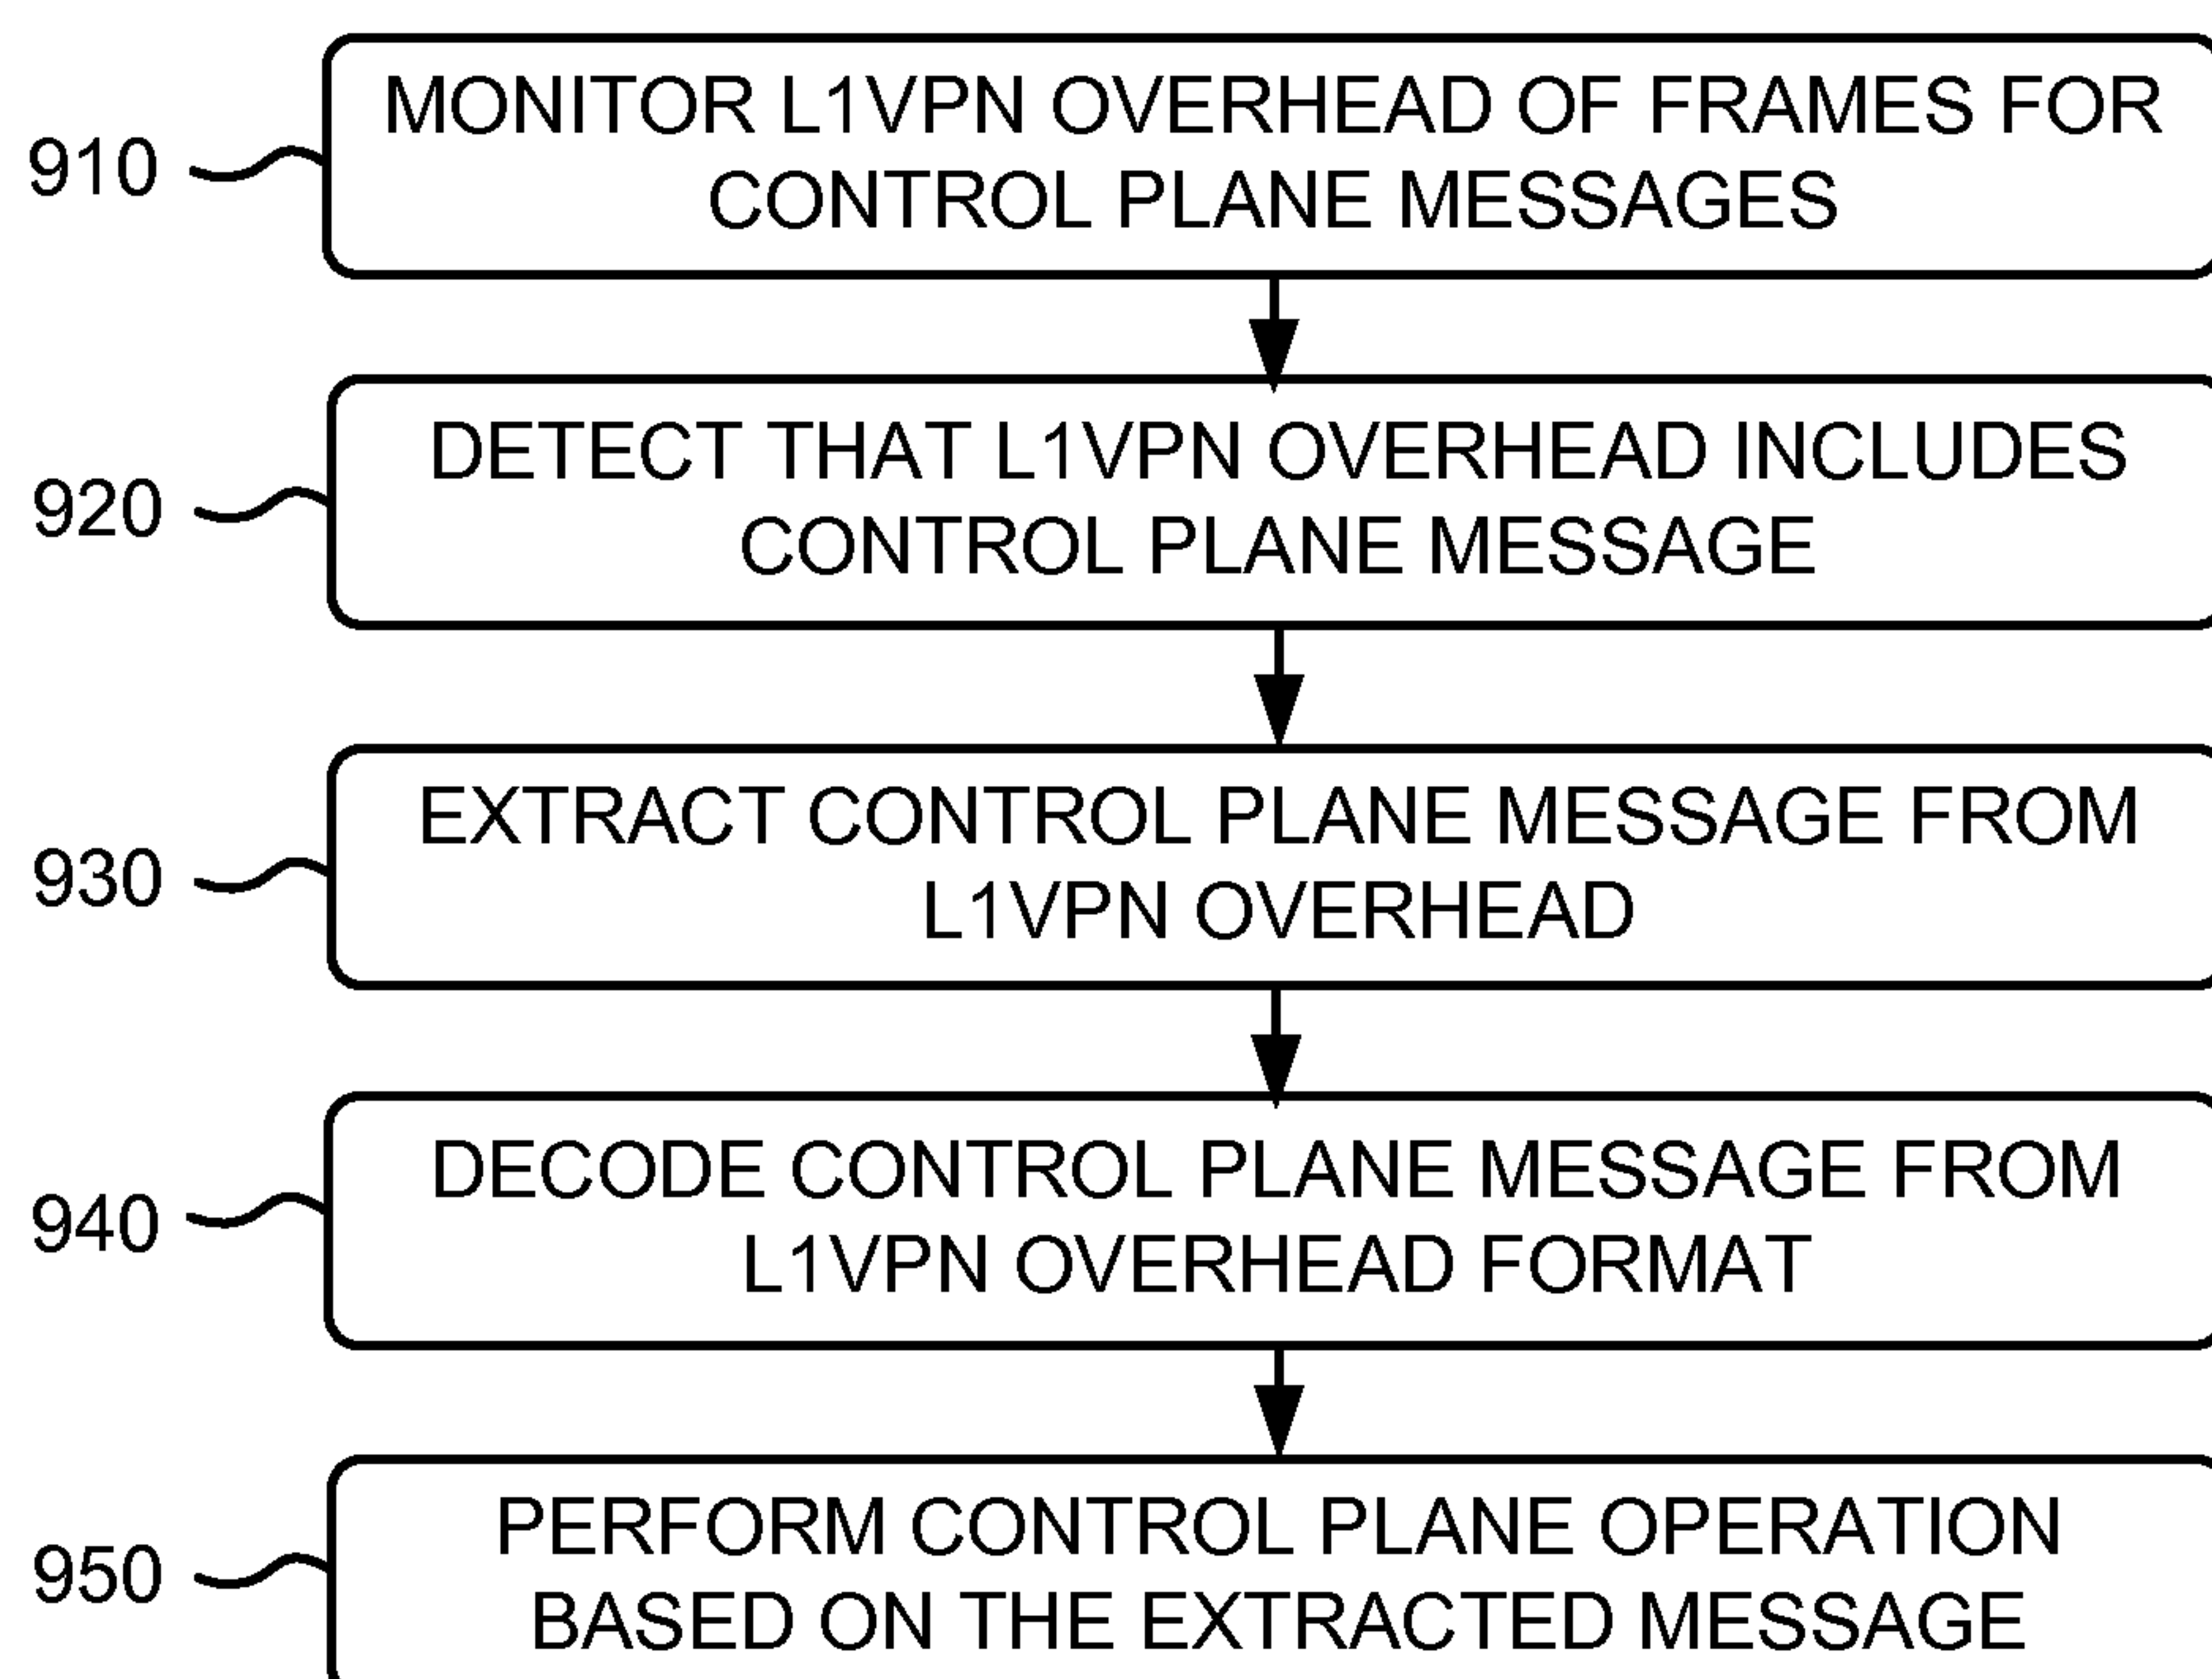 910
MONITOR L1VPN OVERHEAD OF FRAMES FOR
CONTROL PLANE MESSAGES
920
DETECT THAT L1VPN OVERHEAD INCLUDES
CONTROL PLANE MESSAGE
930
EXTRACT CONTROL PLANE MESSAGE FROM
L1VPN OVERHEAD
940
DECODE CONTROL PLANE MESSAGE FROM
L1VPN OVERHEAD FORMAT
950
PERFORM CONTROL PLANE OPERATION
BASED ON THE EXTRACTED MESSAGE